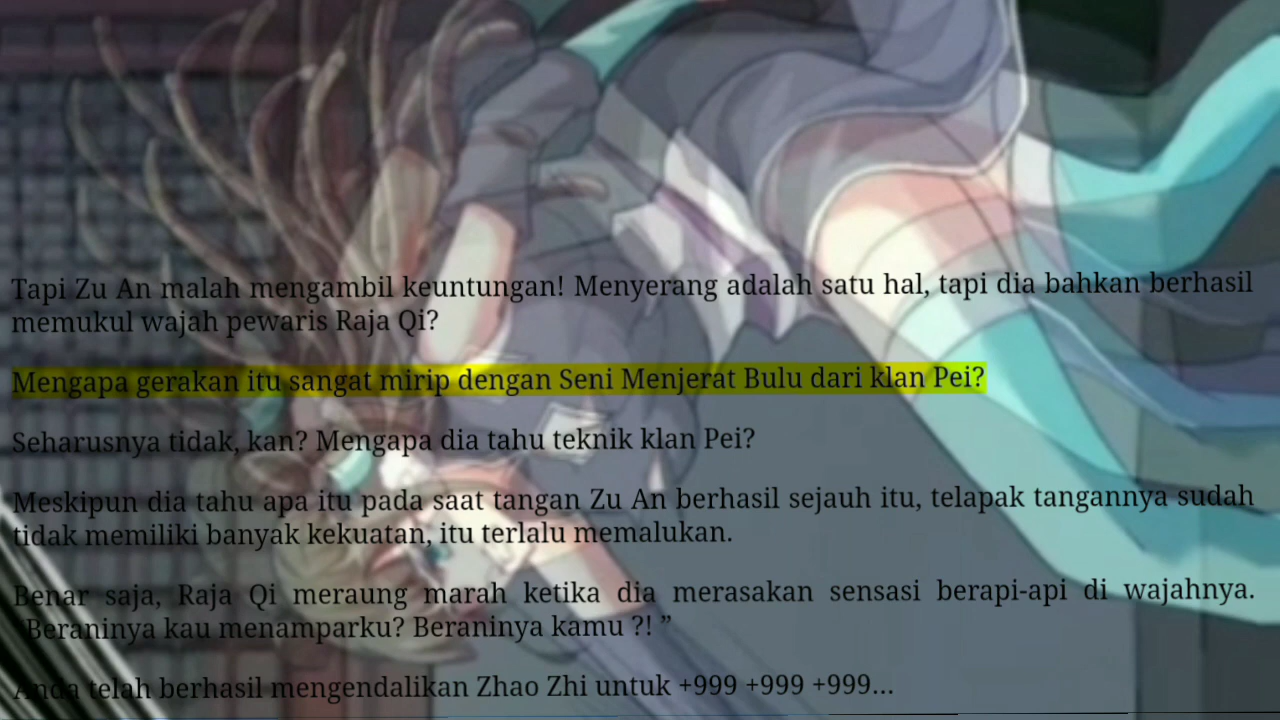 Tapi Zu An malah mengambil keuntungan! Menyerang adalah satu hal, tapi dia bahkan berhasil
memukul wajah pewaris Raja Qi?
Mengapa gerakan itu sangat mirip dengan Seni Menjerat Bulu dari klan Pei?
Seharusnya tidak, kan? Mengapa dia tahu teknik klan Pei?
Meskipun dia tahu apa itu pada saat tangan Zu An berhasil sejauh itu, telapak tangannya sudah
tidak memiliki banyak kekuatan, itu terlalu memalukan.
Benar saja, Raja Qi meraung marah ketika dia merasakan sensasi berapi-api di wajahnya.
“Beraninya kau menamparku? Beraninya kamu ?! ”
Anda telah berhasil mengendalikan Zhao Zhi untuk +999 +999 +999...